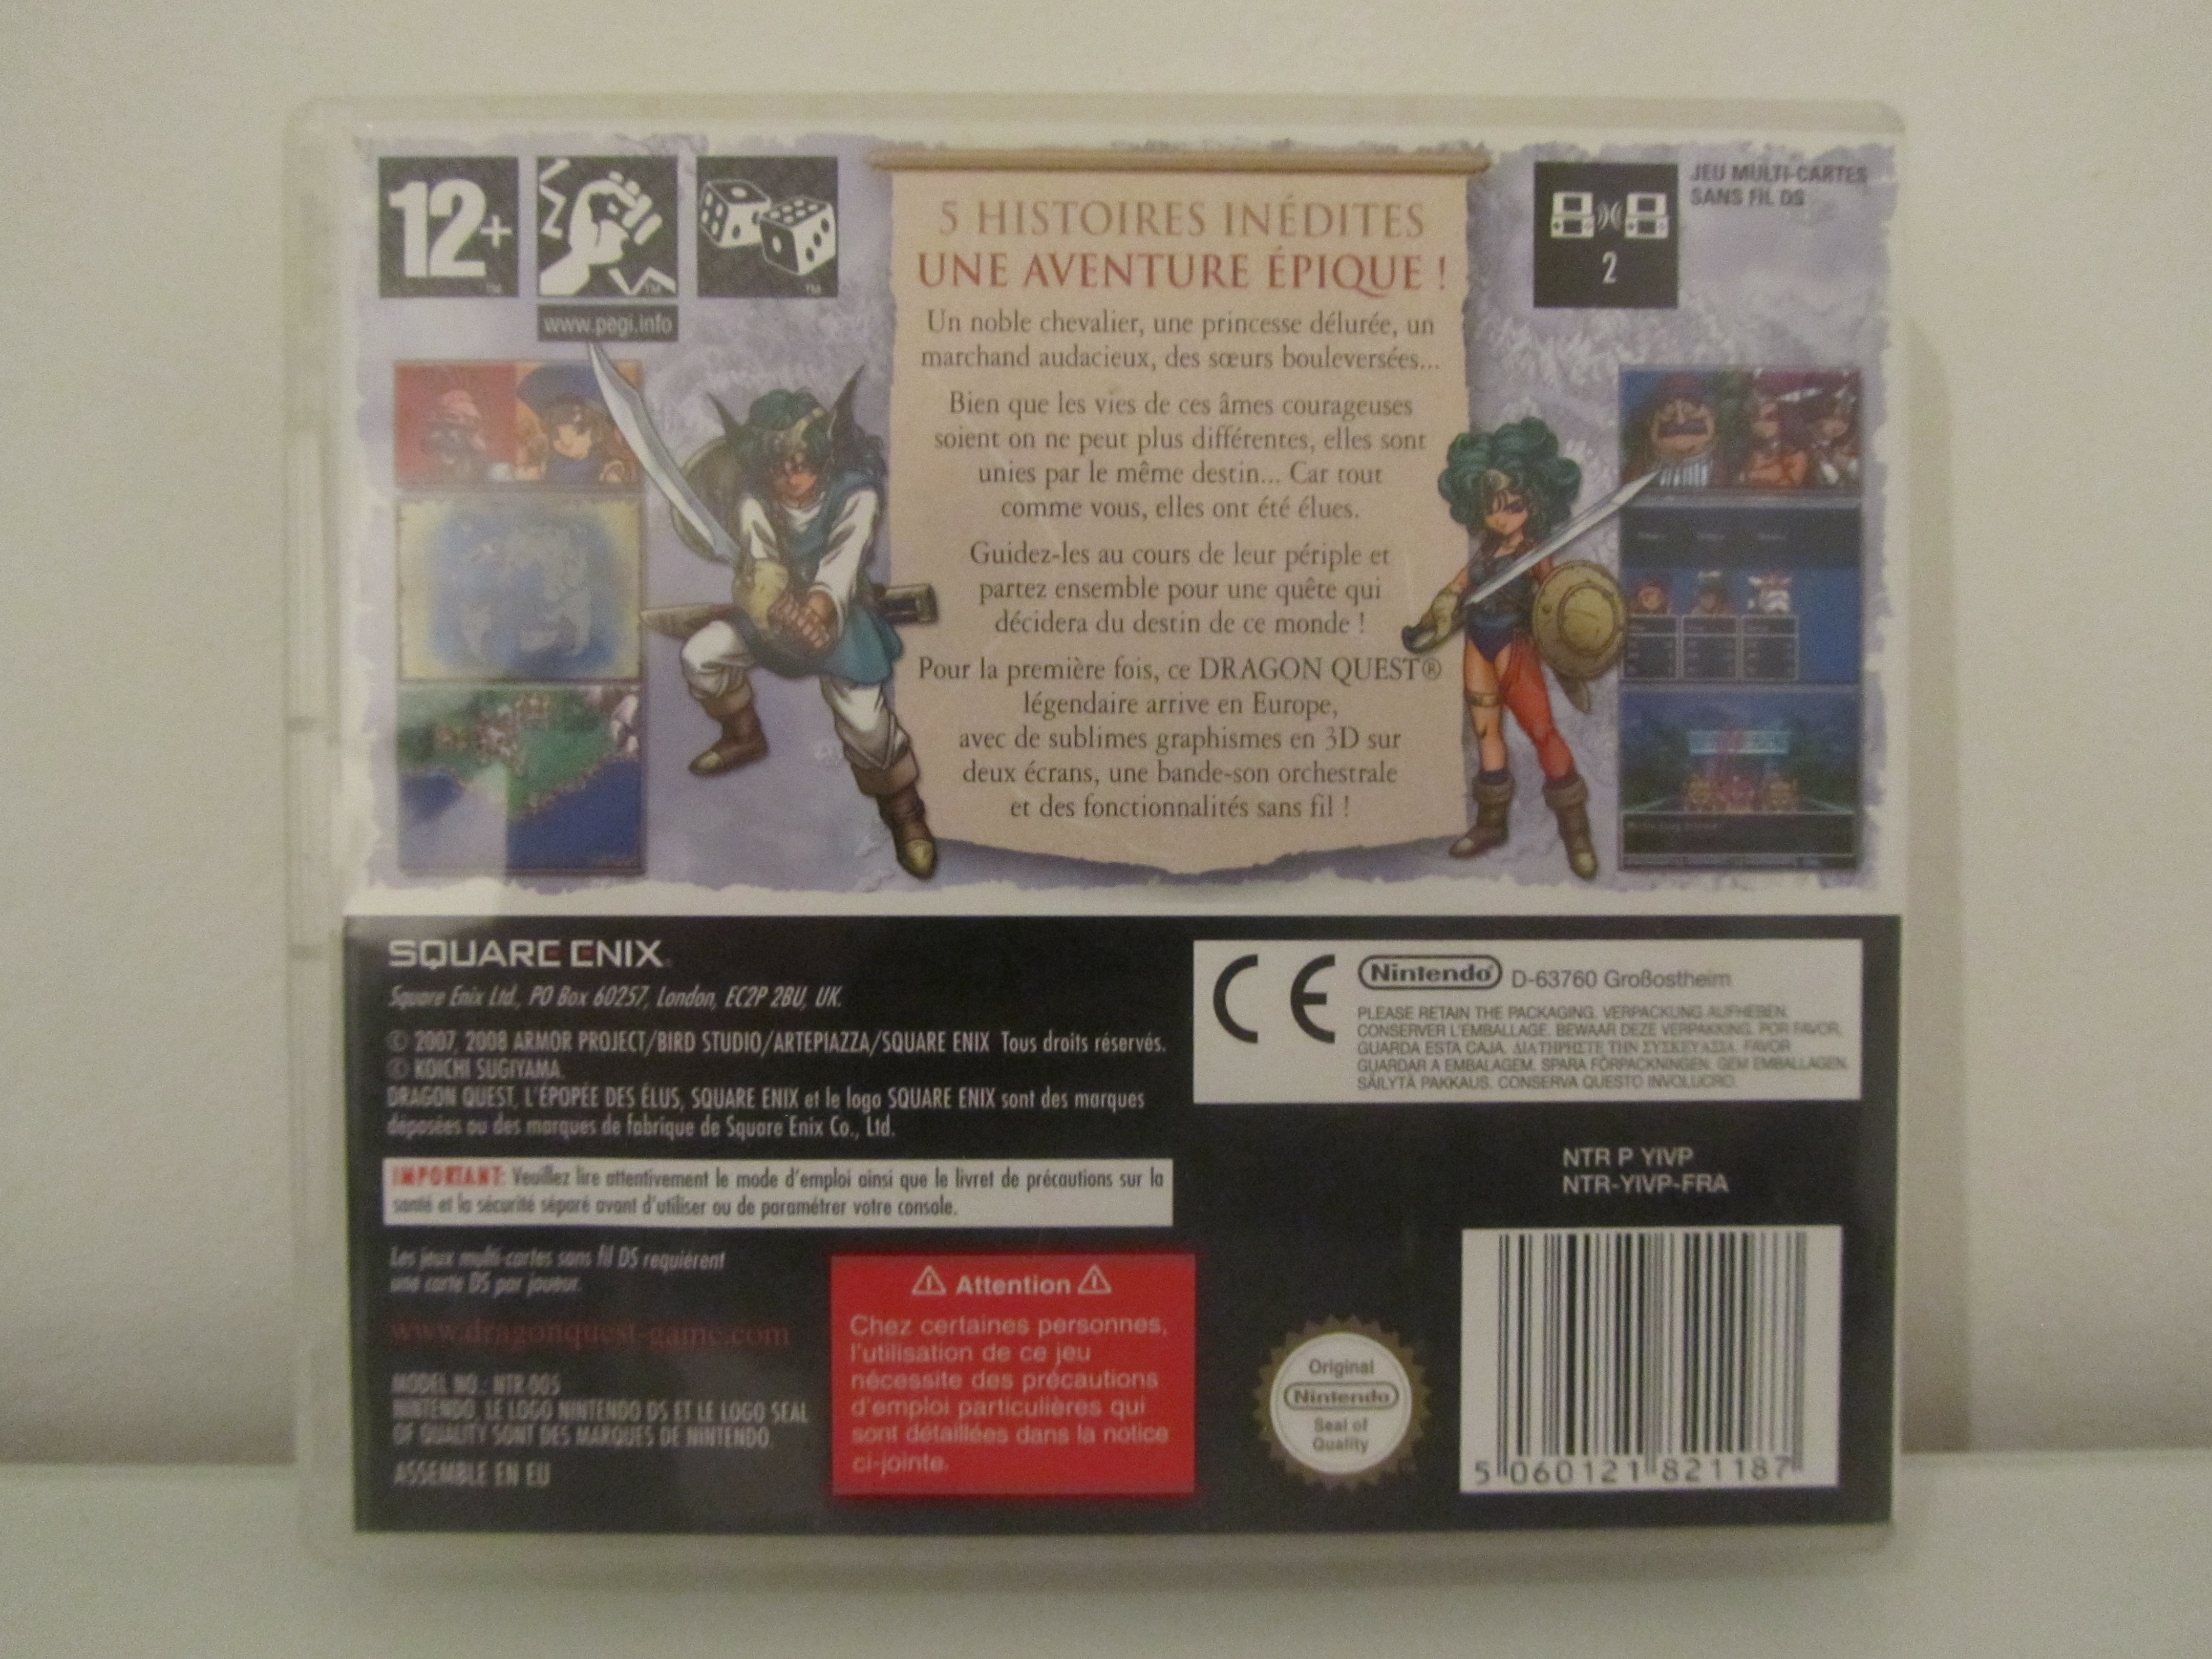 12+
www.pegi.info
5 HISTOIRES INÉDITES
UNE AVENTURE ÉPIQUE !
Un noble chevalier, une princesse délurée, un
marchand audacieux, des sœurs bouleversées...
Bien que les vies de ces âmes courageuses
soient on ne peut plus différentes, elles sont
unies par le même destin... Car tout
comme vous, elles ont été élues.
Guidez-les au cours de leur périple et
partez ensemble pour une quête qui
décidera du destin de ce monde !
Pour la première fois, ce DRAGON QUEST®
légendaire arrive en Europe,
avec de sublimes graphismes en 3D sur
deux écrans, une bande-son orchestrale
et des fonctionnalités sans fil !
2
JEU MULTI-CARTES
SANS FIL DS
SQUARE ENIX
Square Enix Ltd., PO Box 60257, London, EC2P 2BU, UK.
© 2007, 2008 ARMOR PROJECT/BIRD STUDIO/ARTEPIAZZA/SQUARE ENIX Tous droits réservés.
© KOICHI SUGIYAMA
DRAGON QUEST, L'ÉPOPÉE DES ÉLUS, SQUARE ENIX et le logo SQUARE ENIX sont des marques
déposées ou des marques de fabrique de Square Enix Co., Ltd.
IMPORTANT: Veuillez lire attentivement le mode d'emploi ainsi que le livret de précautions sur la
santé et la sécurité séparé avant d'utiliser ou de paramétrer votre console.
Les jeux multi-cartes sans fil DS requièrent
une carte DS par joueur.
www.dragonquest-game.com
MODEL NO.: NTR-005
NINTENDO, LE LOGO NINTENDO DS ET LE LOGO SEAL
OF QUALITY SONT DES MARQUES DE NINTENDO.
ASSEMBLE EN EU
Attention
Chez certaines personnes,
l'utilisation de ce jeu
nécessite des précautions
d'emploi particulières qui
sont détaillées dans la notice
ci-jointe.
CE
Nintendo D-63760 Großostheim
PLEASE RETAIN THE PACKAGING. VERPACKUNG AUFHEBEN.
CONSERVER L'EMBALLAGE. BEWAAR DEZE VERPAKKING. POR FAVOR,
GUARDA ESTA CAJA. ΔΙΑΤΗΡΗΣΤΕ ΤΗΝ ΣΥΣΚΕΥΑΣΙΑ. FAVOR
GUARDAR A EMBALAGEM. SPARA FÖRPACKNINGEN. GEM EMBALLAGEN.
SÄILYTÄ PAKKAUS. CONSERVA QUESTO INVOLUCRO.
NTR P YIVP
NTR-YIVP-FRA
Original
Nintendo
Seal of
Quality
5 060121 821187